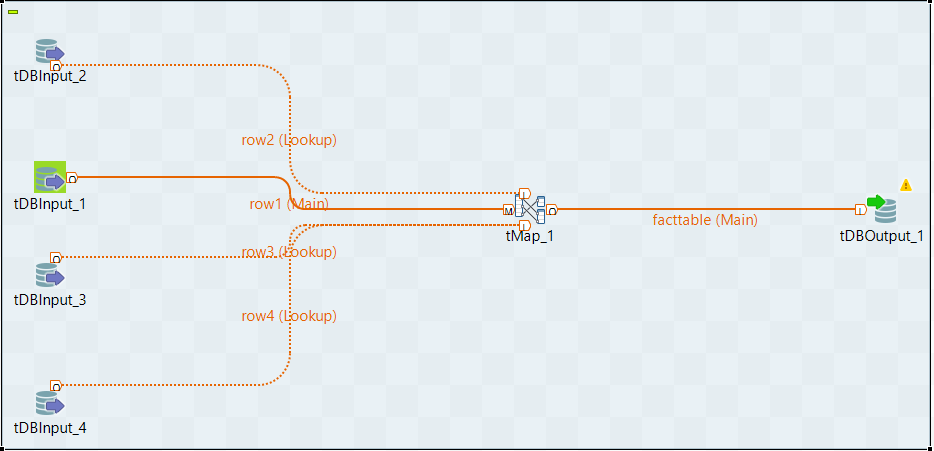 tDBInput_2
row2 (Lookup)
tDBInput_1
row1 (Main)
M
tMap_1
facttable (Main)
tDBOutput_1
row3 (Lookup)
tDBInput_3
row4 (Lookup)
tDBInput_4